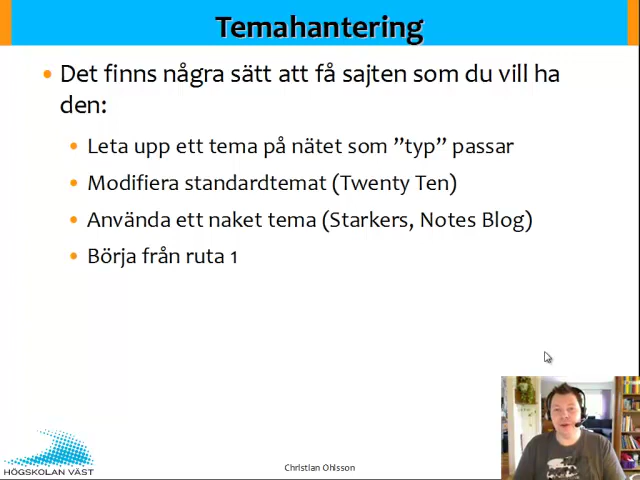 Temahantering
Det finns några sätt att få sajten som du vill ha
den:
Leta upp ett tema på nätet som ”typ” passar
Modifiera standardtemat (Twenty Ten)
Använda ett naket tema (Starkers, Notes Blog)
Börja från ruta 1
HÖGSKOLAN VÄST
Christian Ohlsson